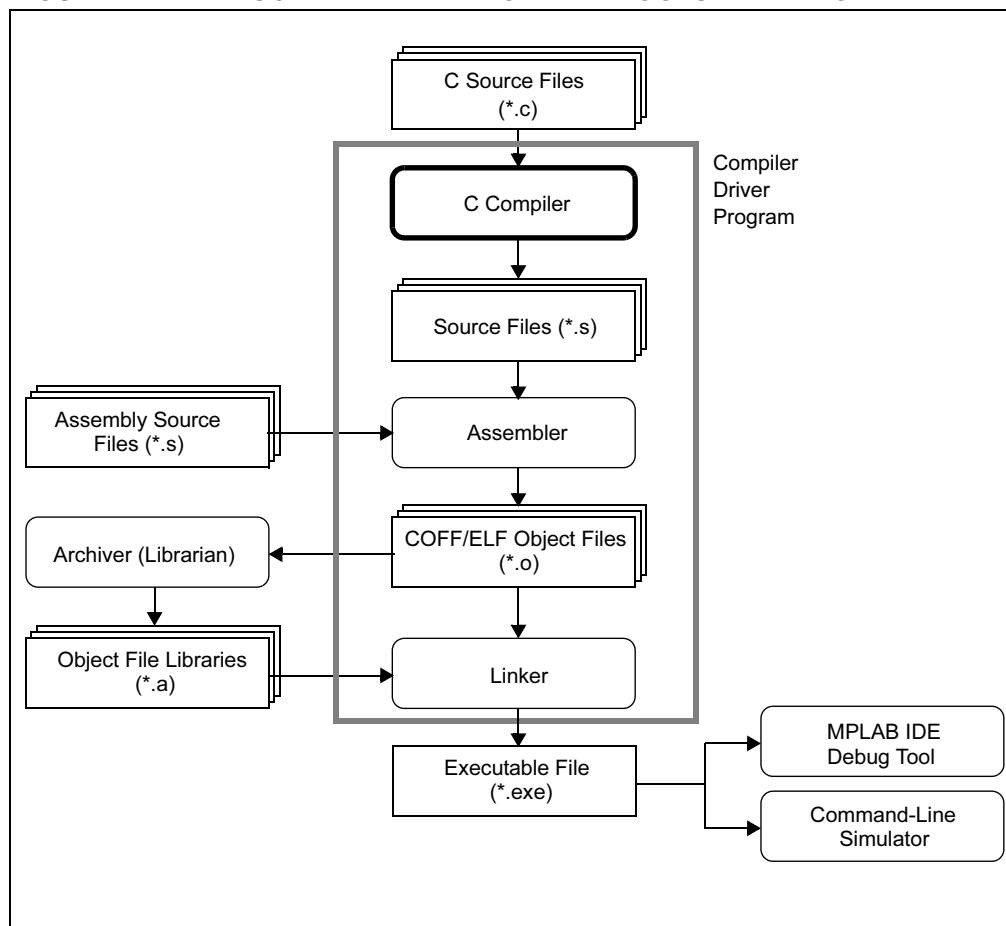 C Source Files
(*.c)
Compiler
Driver
Program
C Compiler
Source Files (*.s)
Assembly Source
Files (*.s)
Assembler
COFF/ELF Object Files
(*.o)
Archiver (Librarian)
Object File Libraries
(*.a)
Linker
Executable File
(*.exe)
MPLAB IDE
Debug Tool
Command-Line
Simulator